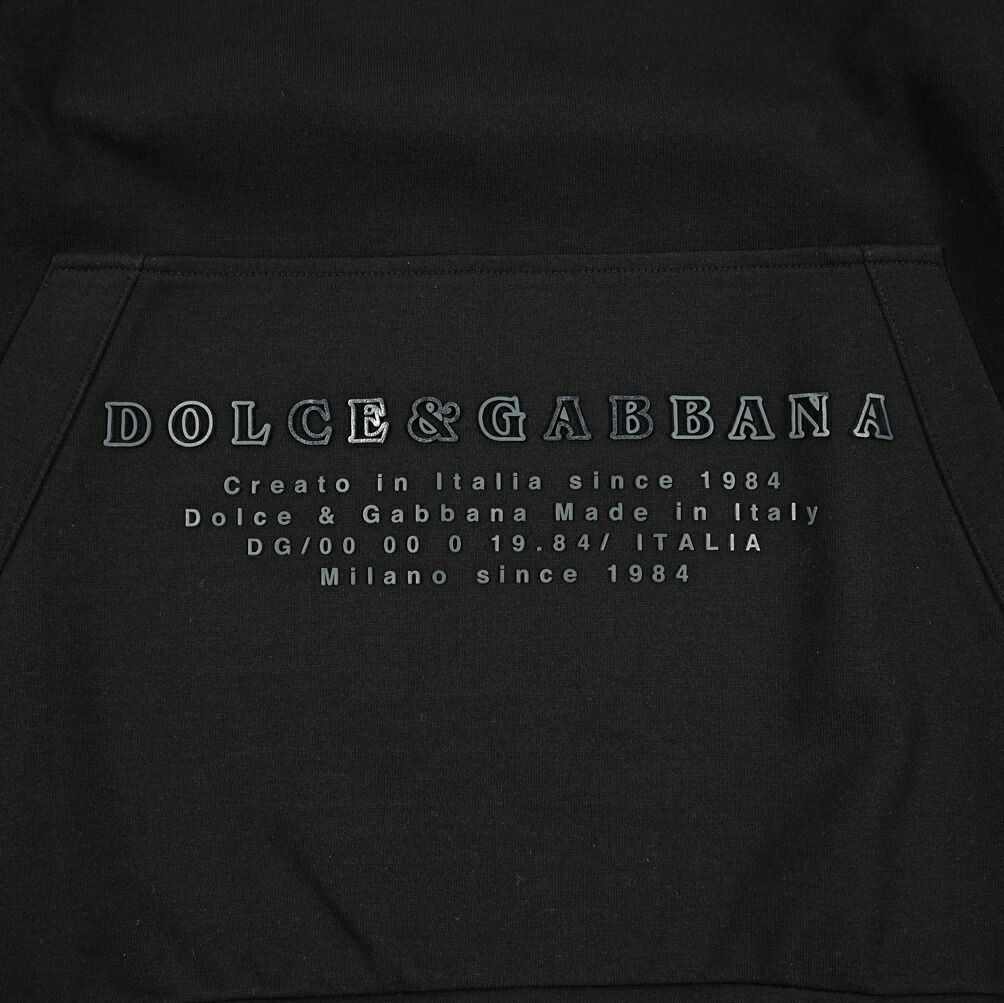 DOLCE&GABBANA
Creato in Italia since 1984
Dolce & Gabbana Made in Italy
DG/00 00 0 19.84/ ITALIA
Milano since 1984